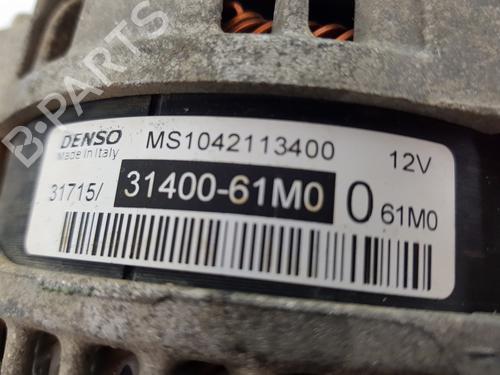 B-PARTS
DENSO MS1042113400 12V
Made in Italy
31715/ 31400-61M0 0 61M0